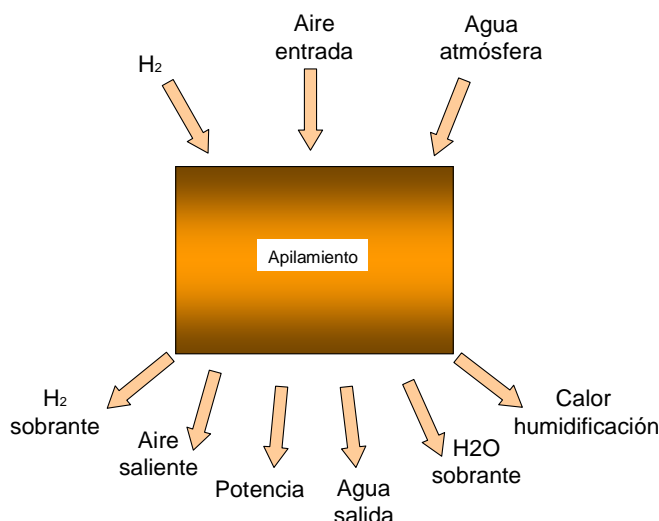 H₂
Aire
entrada
Agua
atmósfera
Apilamiento
H₂
sobrante
Aire
saliente
Potencia
Agua
salida
H2O
sobrante
Calor
humidificación